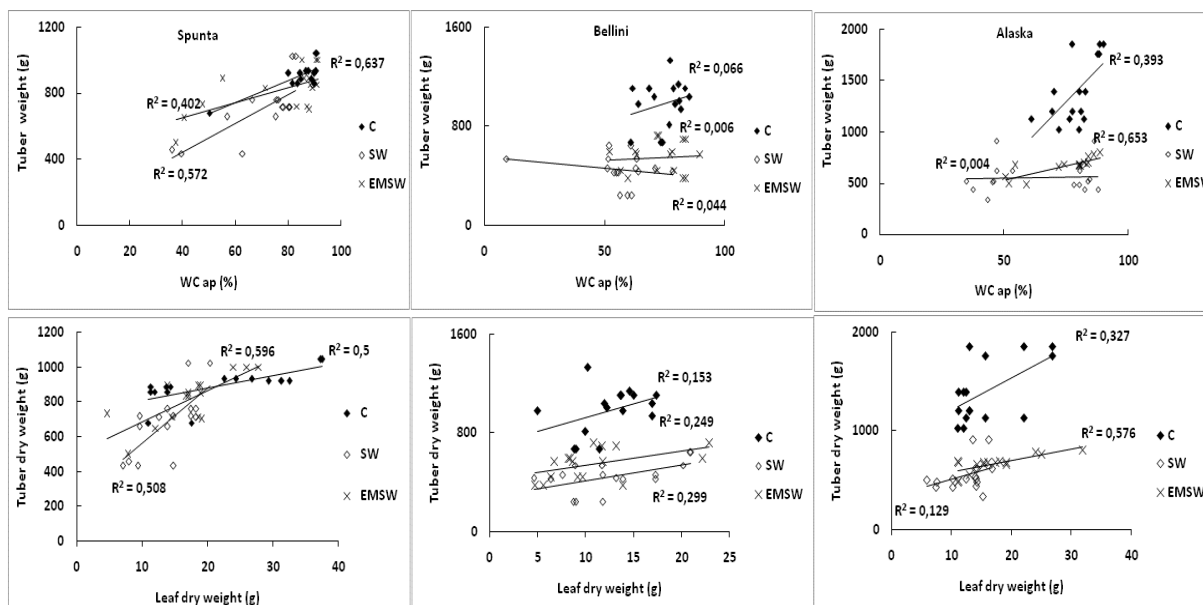 Spunta
1200
800
400
0
0
20
40
60
80
100
Tuber weight (g)
WC ap (%)
R² = 0,637
R² = 0,402
R² = 0,572
C
SW
EMSW
Bellini
1600
800
0
0
50
100
Tuber weight (g)
WC ap (%)
R² = 0,066
R² = 0,006
R² = 0,044
C
SW
EMSW
Alaska
2000
1500
1000
500
0
0
50
100
Tuber weight (g)
WC ap (%)
R² = 0,393
R² = 0,653
R² = 0,004
C
SW
EMSW
1200
1000
800
600
400
200
0
0
10
20
30
40
Tuber dry weight (g)
Leaf dry weight (g)
R² = 0,596
R² = 0,5
R² = 0,508
C
SW
EMSW
1600
800
0
0
5
10
15
20
25
Tuber dry weight (g)
Leaf dry weight (g)
R² = 0,153
R² = 0,249
R² = 0,299
C
SW
EMSW
2000
1000
0
0
10
20
30
40
Tuber dry weight (g)
Leaf dry weight (g)
R² = 0,327
R² = 0,576
R² = 0,129
C
SW
EMSW